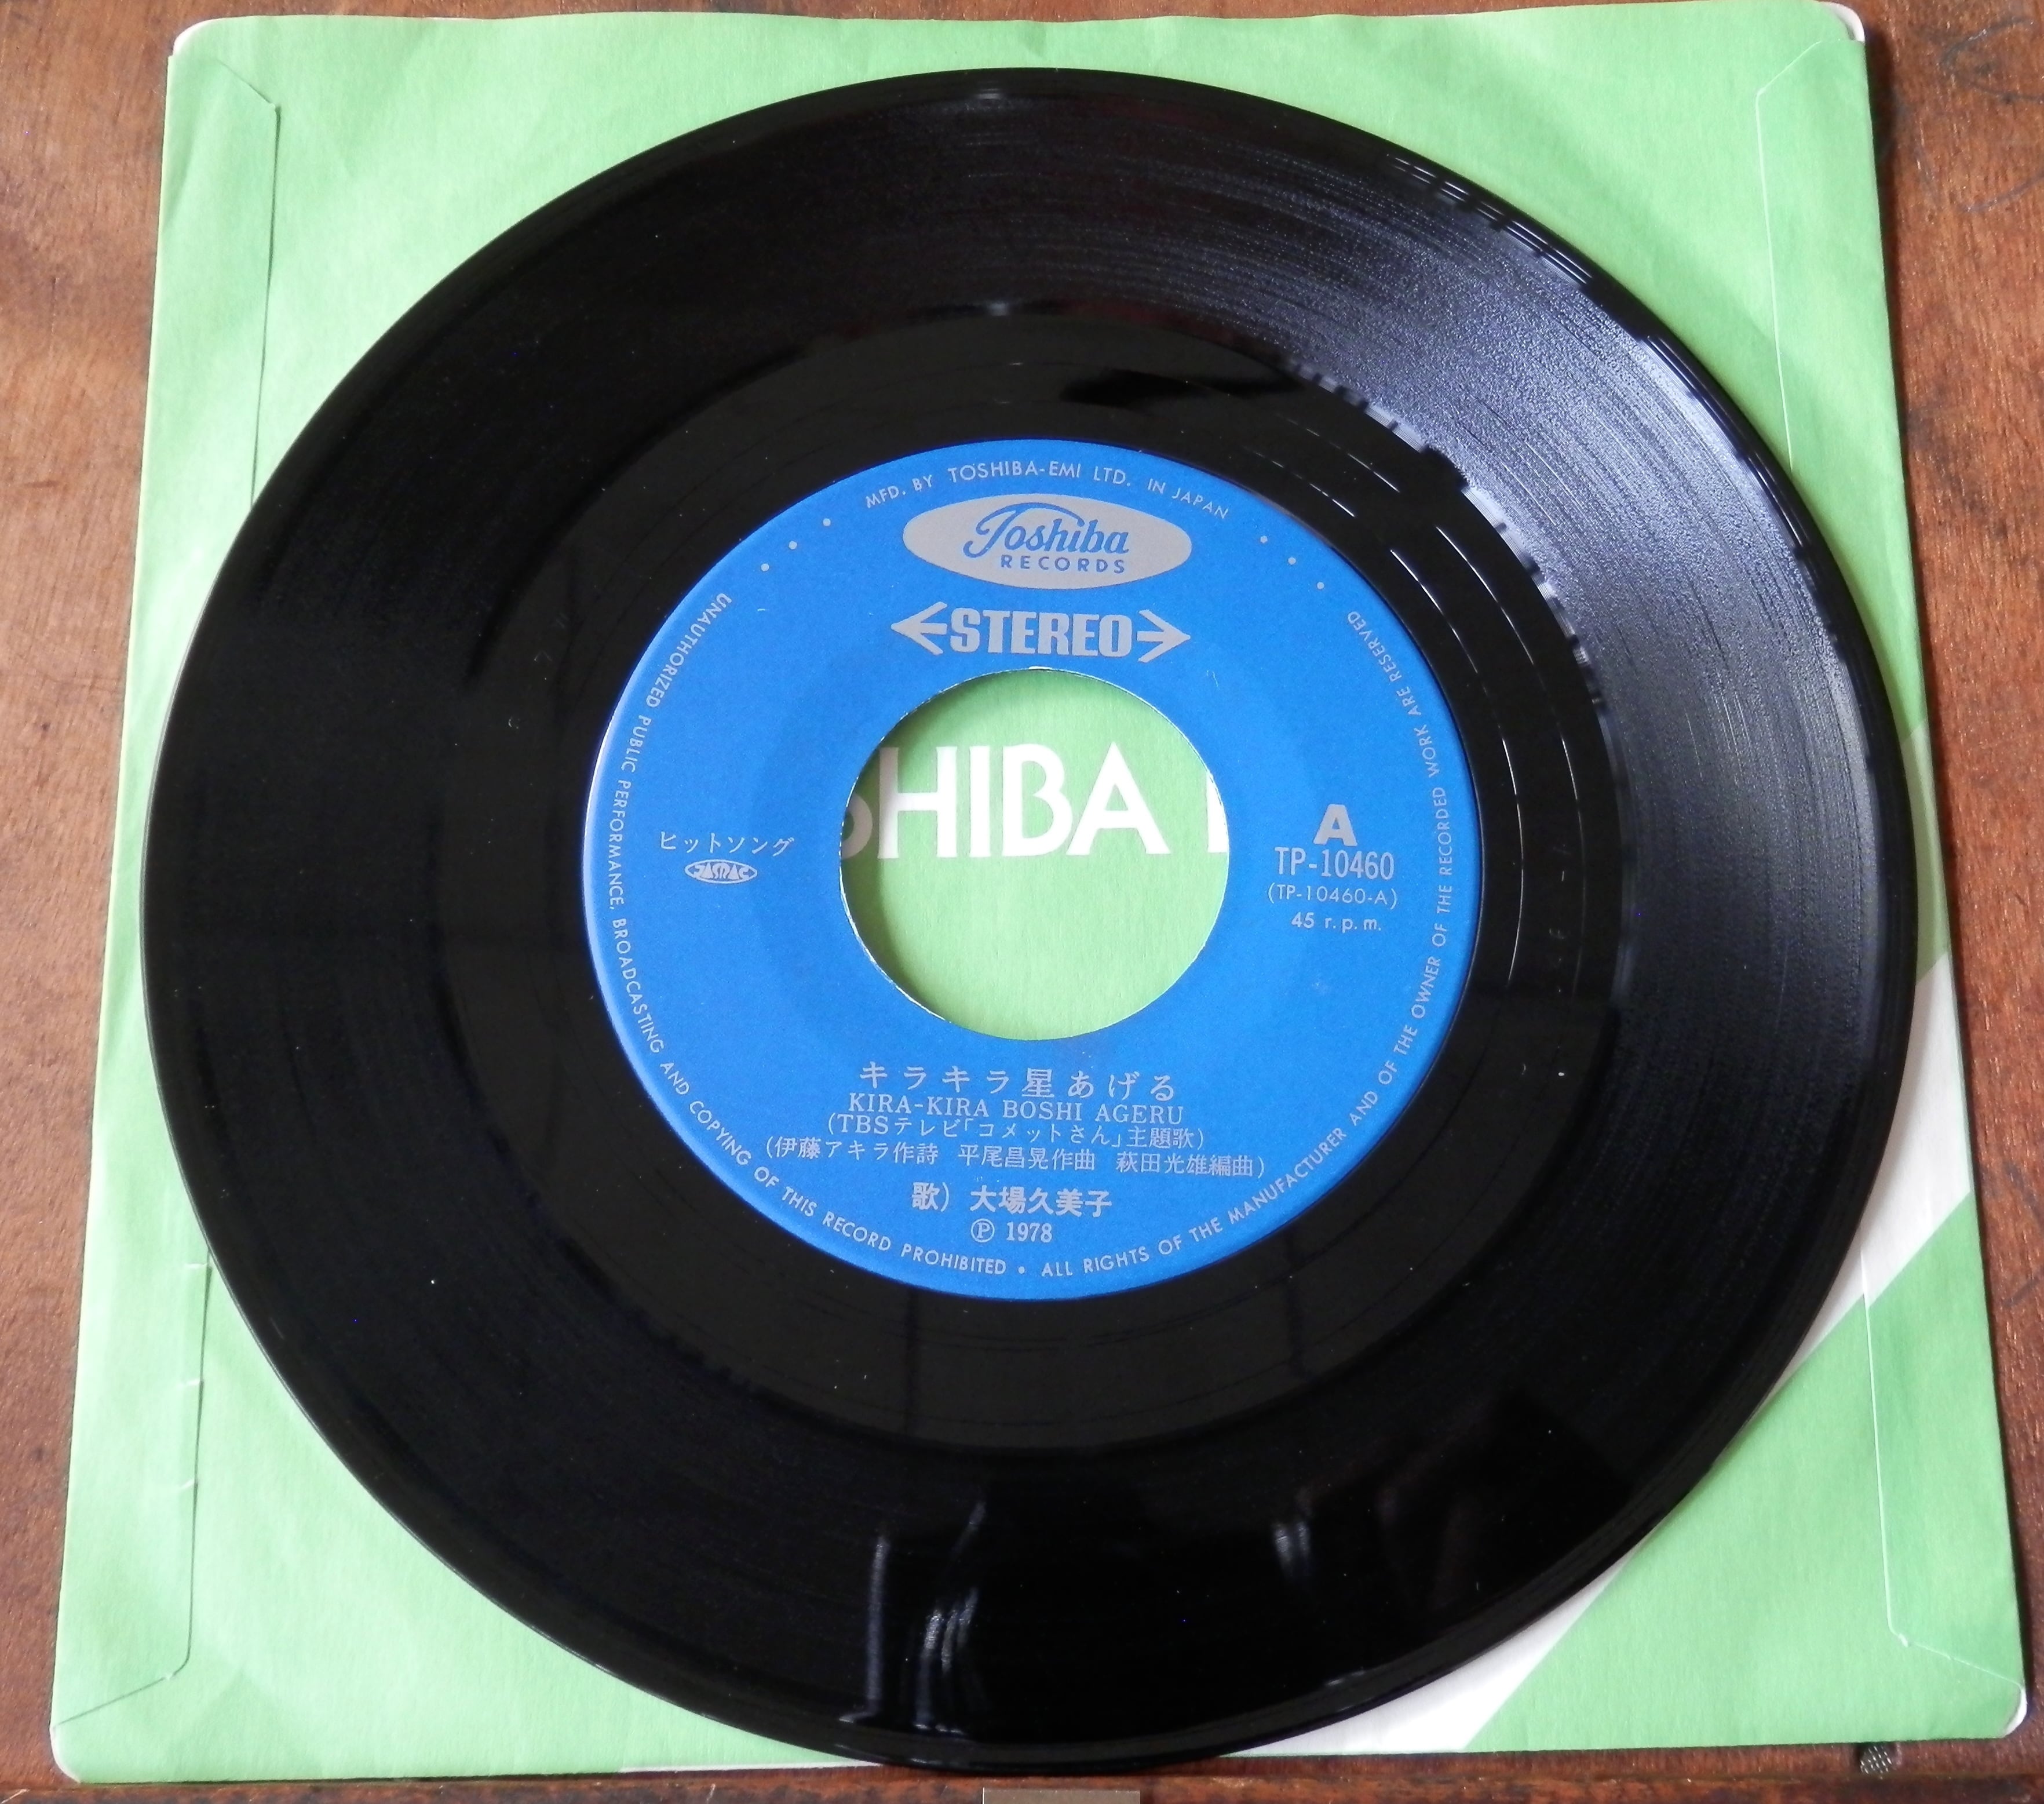 MFD. BY TOSHIBA-EMI LTD. IN JAPAN
Toshiba
RECORDS
STEREO
SHIBA
ヒットソング
JASRAC
A
TP-10460
(TP-10460-A)
45 r.p.m.
キラキラ星あげる
KIRA-KIRA BOSHI AGERU
(TBSテレビ「コメットさん」主題歌)
(伊藤アキラ作詩 平尾昌晃作曲 萩田光雄編曲)
歌) 大場久美子
Ⓟ 1978
UNAUTHORIZED PUBLIC PERFORMANCE, BROADCASTING AND COPYING OF THIS RECORD PROHIBITED • ALL RIGHTS OF THE MANUFACTURER AND OF THE OWNER OF THE RECORDED WORK ARE RESERVED